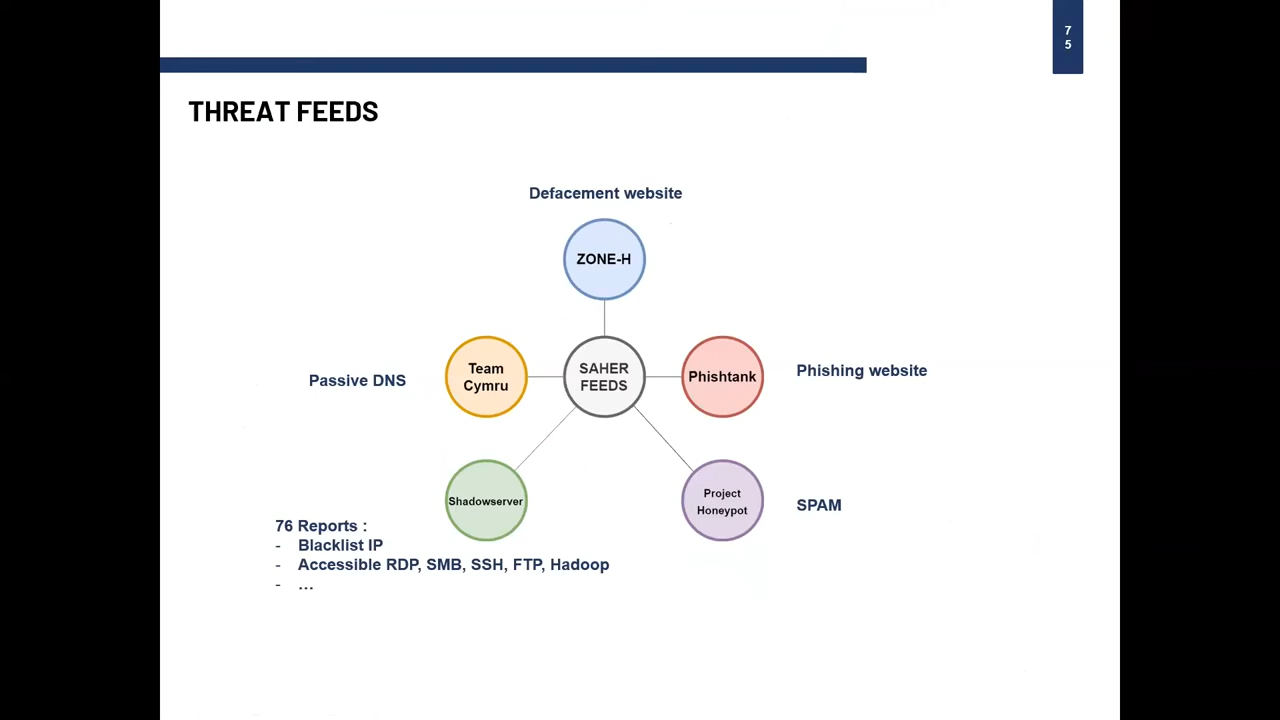 7
5
THREAT FEEDS
Defacement website
ZONE-H
Team
Cymru
SAHER
FEEDS
Phishtank
Phishing website
Passive DNS
Shadowserver
Project
Honeypot
SPAM
76 Reports :
- Blacklist IP
- Accessible RDP, SMB, SSH, FTP, Hadoop
- ...